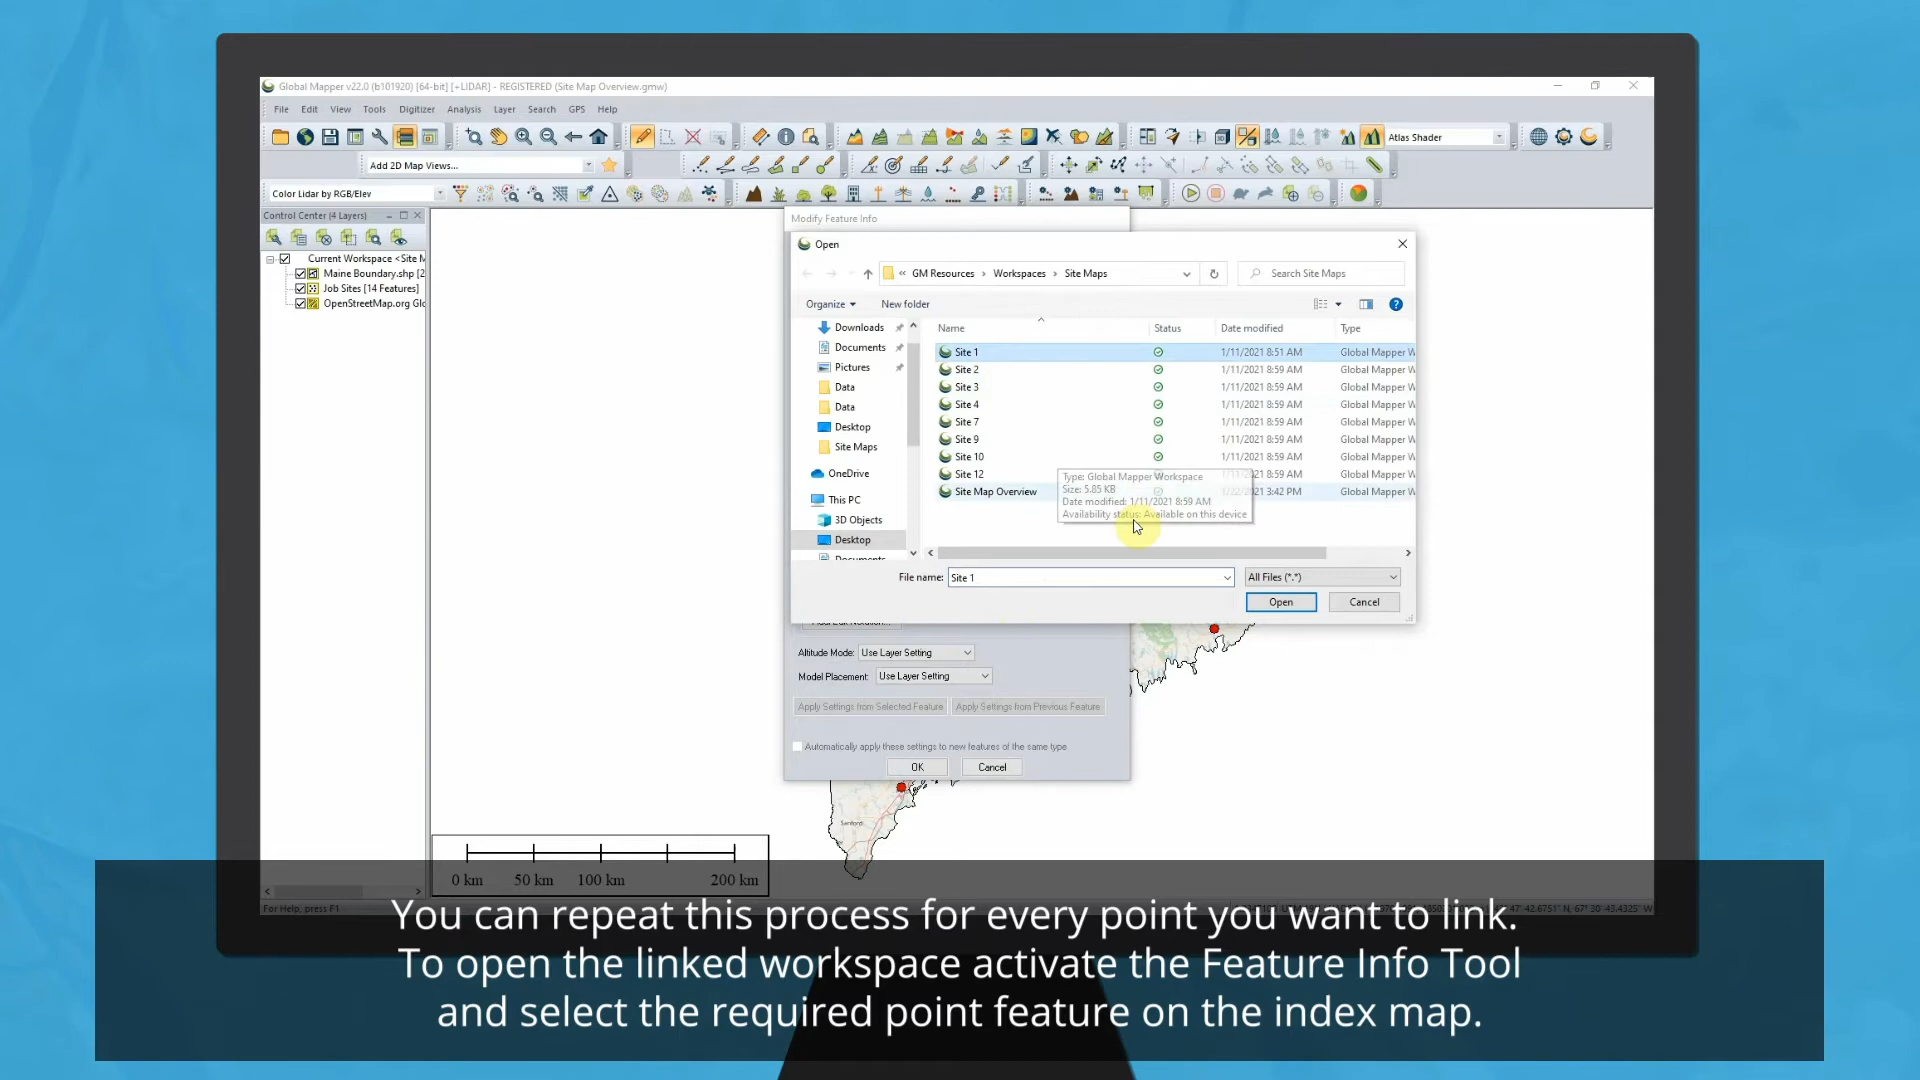 Global Mapper v22.0 (b101920) [64-bit] [+LIDAR] - REGISTERED (Site Map Overview.gmw)
File Edit View Tools Digitizer Analysis Layer Search GPS Help
Atlas Shader
Add 2D Map Views...
Color Lidar by RGB/Elev
Control Center (4 Layers)
Current Workspace <Site M
Maine Boundary.shp [2
Job Sites [14 Features]
OpenStreetMap.org Glo
Modify Feature Info
Open
« GM Resources › Workspaces › Site Maps
Search Site Maps
Organize
New folder
Downloads
Documents
Pictures
Data
Data
Desktop
Site Maps
OneDrive
This PC
3D Objects
Desktop
Documents
Name Status Date modified Type
Site 1 1/11/2021 8:51 AM Global Mapper W
Site 2 1/11/2021 8:59 AM Global Mapper W
Site 3 1/11/2021 8:59 AM Global Mapper W
Site 4 1/11/2021 8:59 AM Global Mapper W
Site 7 1/11/2021 8:59 AM Global Mapper W
Site 9 1/11/2021 8:59 AM Global Mapper W
Site 10 1/11/2021 8:59 AM Global Mapper W
Site 12 8:59 AM Global Mapper W
Site Map Overview 3:42 PM Global Mapper W
Type: Global Mapper Workspace
Size: 5.85 KB
Date modified: 1/11/2021 8:59 AM
Availability status: Available on this device
File name: Site 1
All Files (*.*)
Open
Cancel
Altitude Mode: Use Layer Setting
Model Placement: Use Layer Setting
Apply Settings from Selected Feature
Apply Settings from Previous Feature
Automatically apply these settings to new features of the same type
OK
Cancel
Sanford
0 km 50 km 100 km 200 km
For Help, press F1
You can repeat this process for every point you want to link.
To open the linked workspace activate the Feature Info Tool
and select the required point feature on the index map.